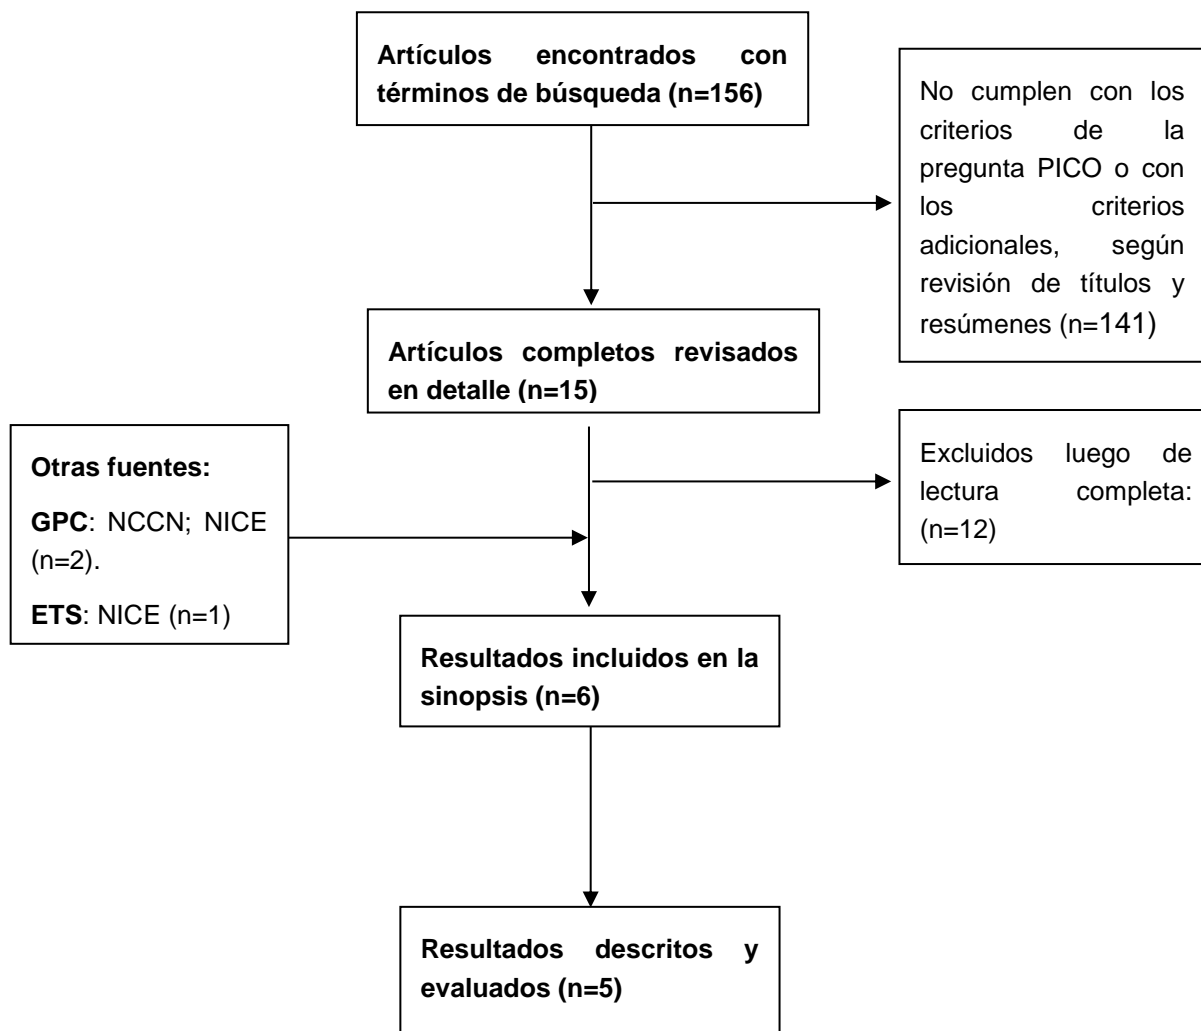 Artículos encontrados con
términos de búsqueda (n=156)
No cumplen con los
criterios de la
pregunta PICO o con
los criterios
adicionales, según
revisión de títulos y
resúmenes (n=141)
Artículos completos revisados
en detalle (n=15)
Excluidos luego de
lectura completa:
(n=12)
Otras fuentes:
GPC: NCCN; NICE
(n=2).
ETS: NICE (n=1)
Resultados incluidos en la
sinopsis (n=6)
Resultados descritos y
evaluados (n=5)